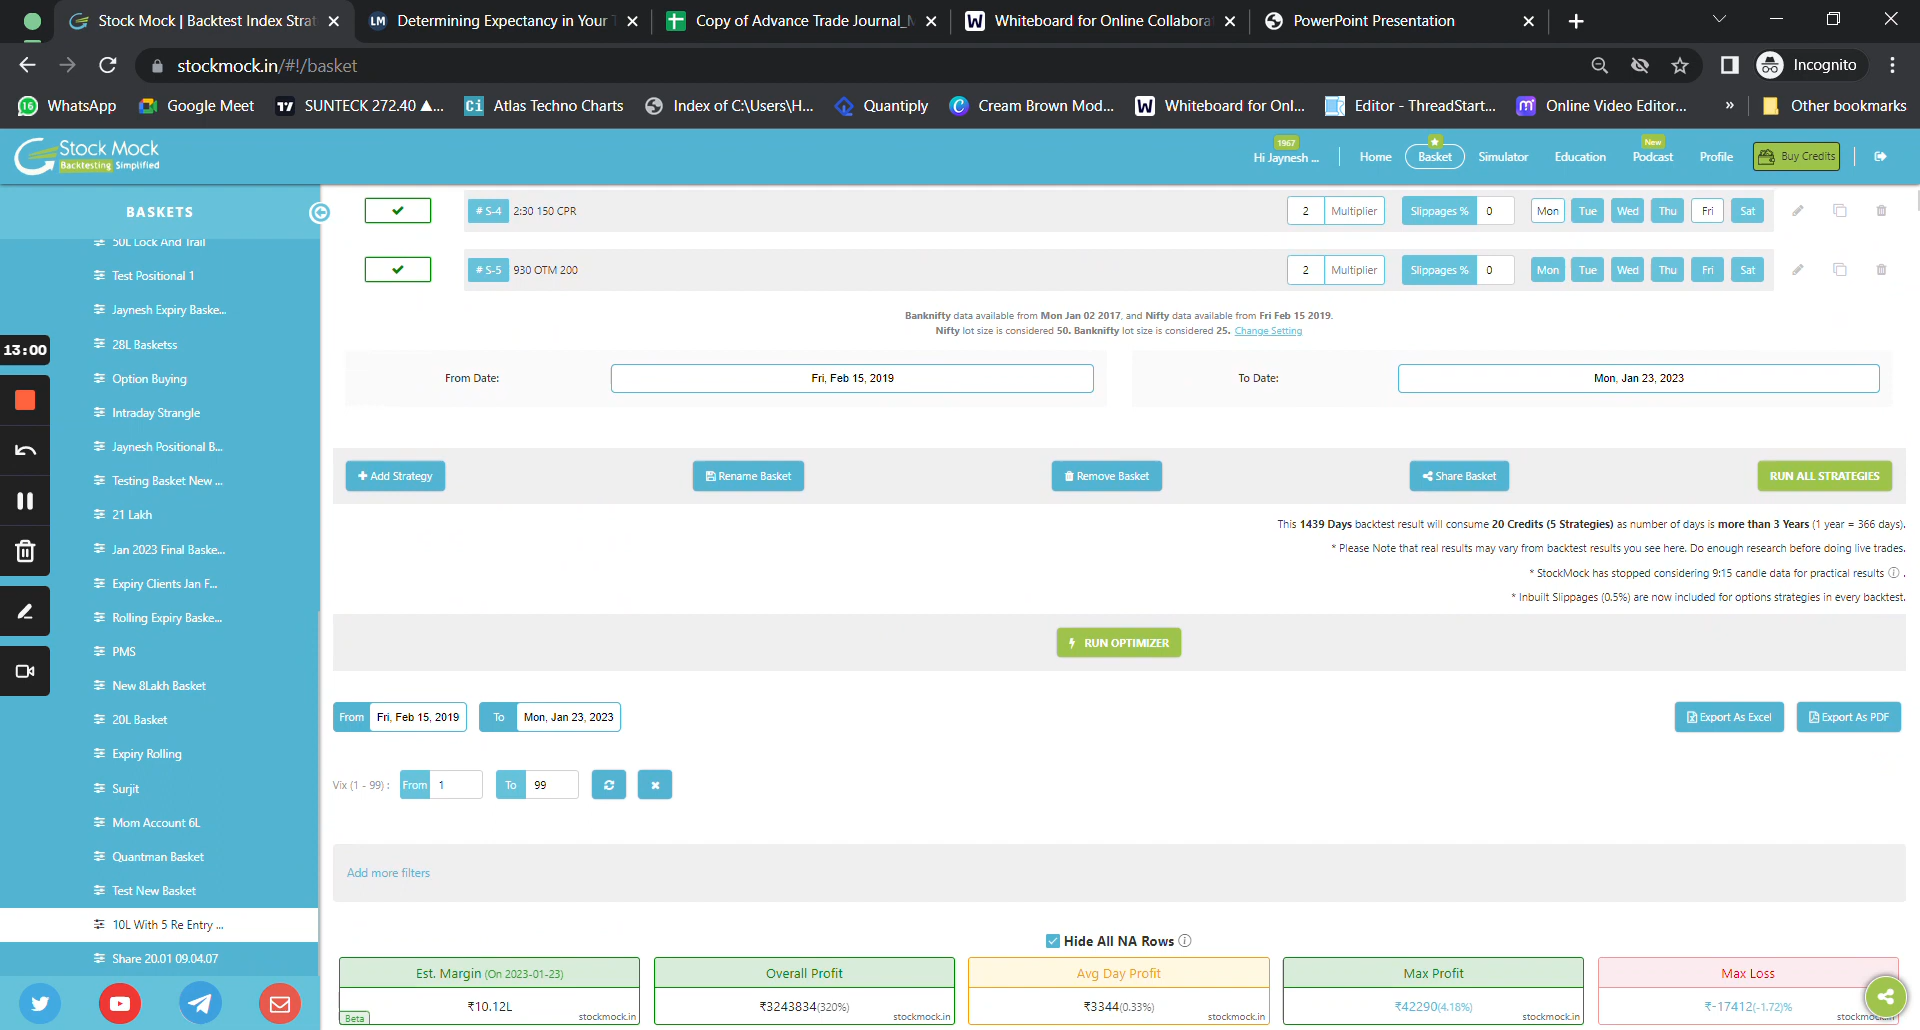 Stock Mock | Backtest Index Strat
Determining Expectancy in Your T
Copy of Advance Trade Journal_M
Whiteboard for Online Collabora
PowerPoint Presentation
stockmock.in/#!/basket
Incognito
WhatsApp
Google Meet
SUNTECK 272.40 ▲...
Atlas Techno Charts
Index of C:\Users\H...
Quantiply
Cream Brown Mod...
Whiteboard for Onl...
Editor - ThreadStart...
Online Video Editor...
»
Other bookmarks
Stock Mock
Backtesting Simplified
1967
Hi Jaynesh ...
Home
Basket
Simulator
Education
New
Podcast
Profile
Buy Credits
BASKETS
50L Lock And Trail
Test Positional 1
Jaynesh Expiry Baske...
28L Basketss
Option Buying
Intraday Strangle
Jaynesh Positional B...
Testing Basket New ...
21 Lakh
Jan 2023 Final Baske...
Expiry Clients Jan F...
Rolling Expiry Baske...
PMS
New 8Lakh Basket
20L Basket
Expiry Rolling
Surjit
Mom Account 6L
Quantman Basket
Test New Basket
10L With 5 Re Entry ...
Share 20.01 09.04.07
13:00
# S-4 2:30 150 CPR 2 Multiplier Slippages % 0 Mon Tue Wed Thu Fri Sat
# S-5 930 OTM 200 2 Multiplier Slippages % 0 Mon Tue Wed Thu Fri Sat
Banknifty data available from Mon Jan 02 2017, and Nifty data available from Fri Feb 15 2019.
Nifty lot size is considered 50. Banknifty lot size is considered 25. Change Setting
From Date: Fri, Feb 15, 2019 To Date: Mon, Jan 23, 2023
+ Add Strategy
Rename Basket
Remove Basket
Share Basket
RUN ALL STRATEGIES
This 1439 Days backtest result will consume 20 Credits (5 Strategies) as number of days is more than 3 Years (1 year = 366 days).
* Please Note that real results may vary from backtest results you see here. Do enough research before doing live trades.
* StockMock has stopped considering 9:15 candle data for practical results ⓘ .
* Inbuilt Slippages (0.5%) are now included for options strategies in every backtest.
RUN OPTIMIZER
From Fri, Feb 15, 2019 To Mon, Jan 23, 2023
Export As Excel
Export As PDF
Vix (1 - 99) : From 1 To 99
Add more filters
Hide All NA Rows ⓘ
Est. Margin (On 2023-01-23)
₹10.12L
Beta
stockmock.in
Overall Profit
₹3243834(320%)
stockmock.in
Avg Day Profit
₹3344(0.33%)
stockmock.in
Max Profit
₹42290(4.18%)
stockmock.in
Max Loss
₹-17412(-1.72)%